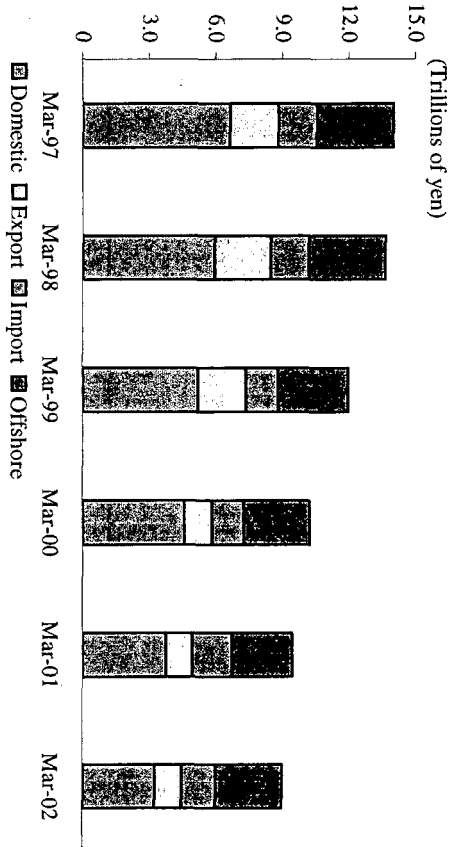 (Trillions of yen)
15.0
12.0
9.0
6.0
3.0
0
Mar-97 Mar-98 Mar-99 Mar-00 Mar-01 Mar-02
Domestic Export Import Offshore